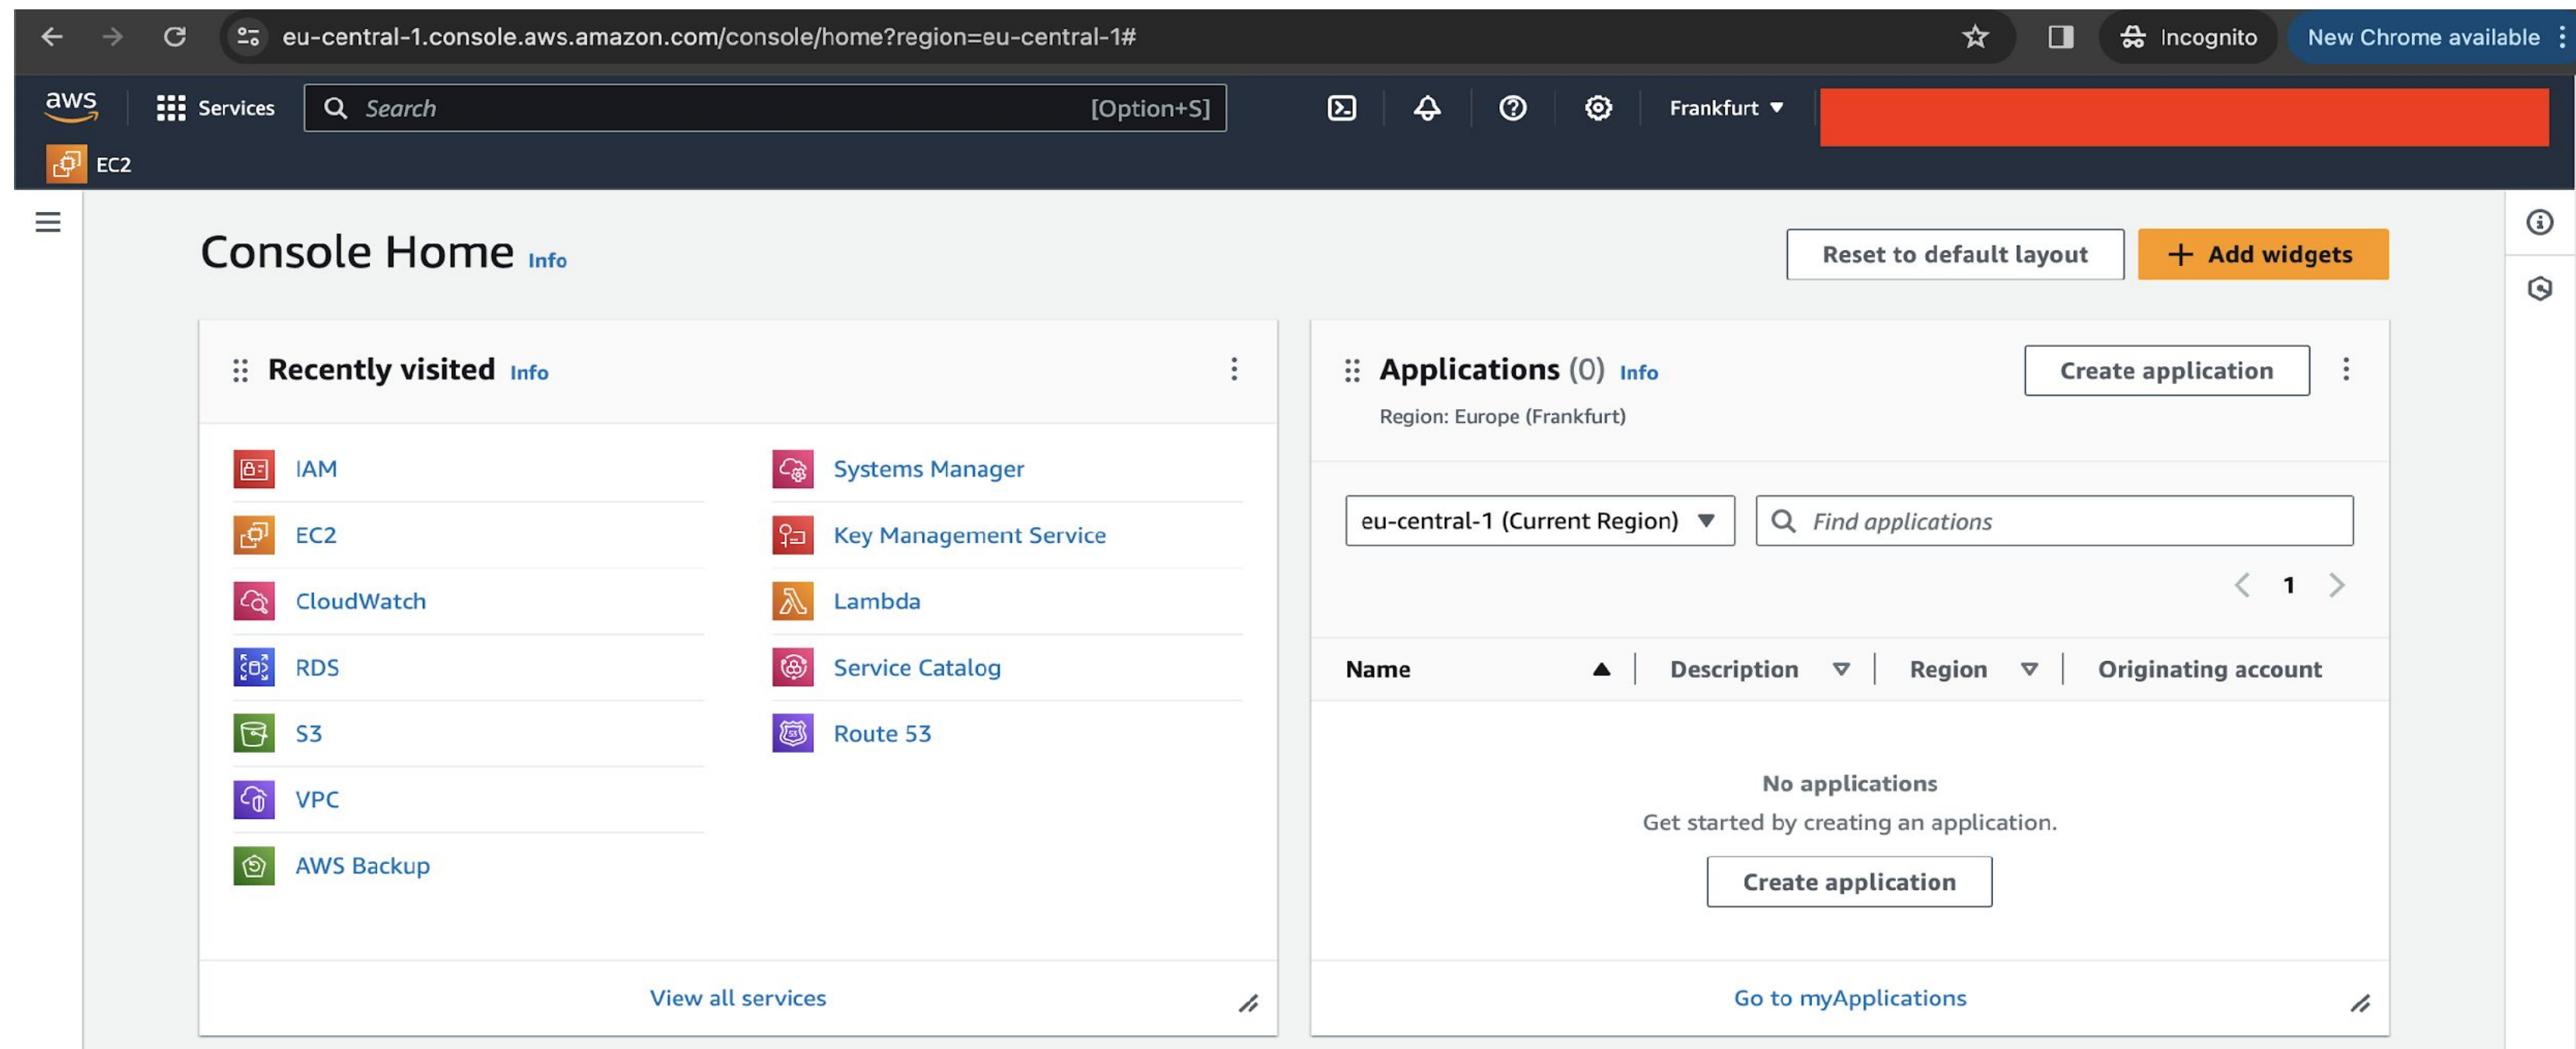 eu-central-1.console.aws.amazon.com/console/home?region=eu-central-1#
Incognito
New Chrome available
aws
Services
Search
[Option+S]
Frankfurt
EC2
Console Home Info
Reset to default layout
Add widgets
Recently visited Info
IAM
EC2
CloudWatch
RDS
S3
VPC
AWS Backup
Systems Manager
Key Management Service
Lambda
Service Catalog
Route 53
View all services
Applications (0) Info
Create application
Region: Europe (Frankfurt)
eu-central-1 (Current Region)
Find applications
1
Name
Description
Region
Originating account
No applications
Get started by creating an application.
Create application
Go to myApplications